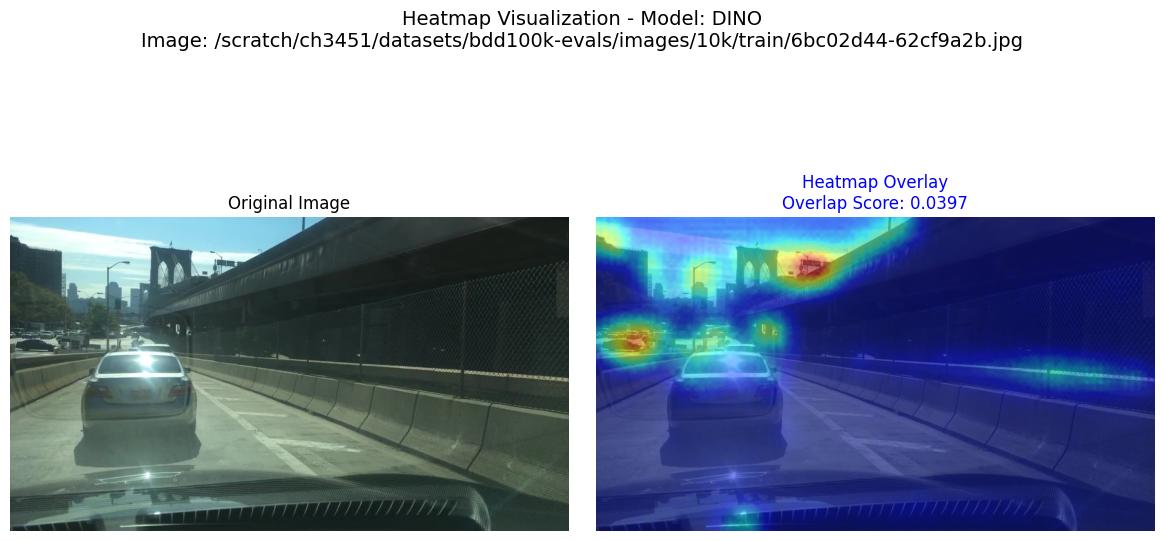 Heatmap Visualization - Model: DINO
Image: /scratch/ch3451/datasets/bdd100k-evals/images/10k/train/6bc02d44-62cf9a2b.jpg
Original Image
Heatmap Overlay
Overlap Score: 0.0397